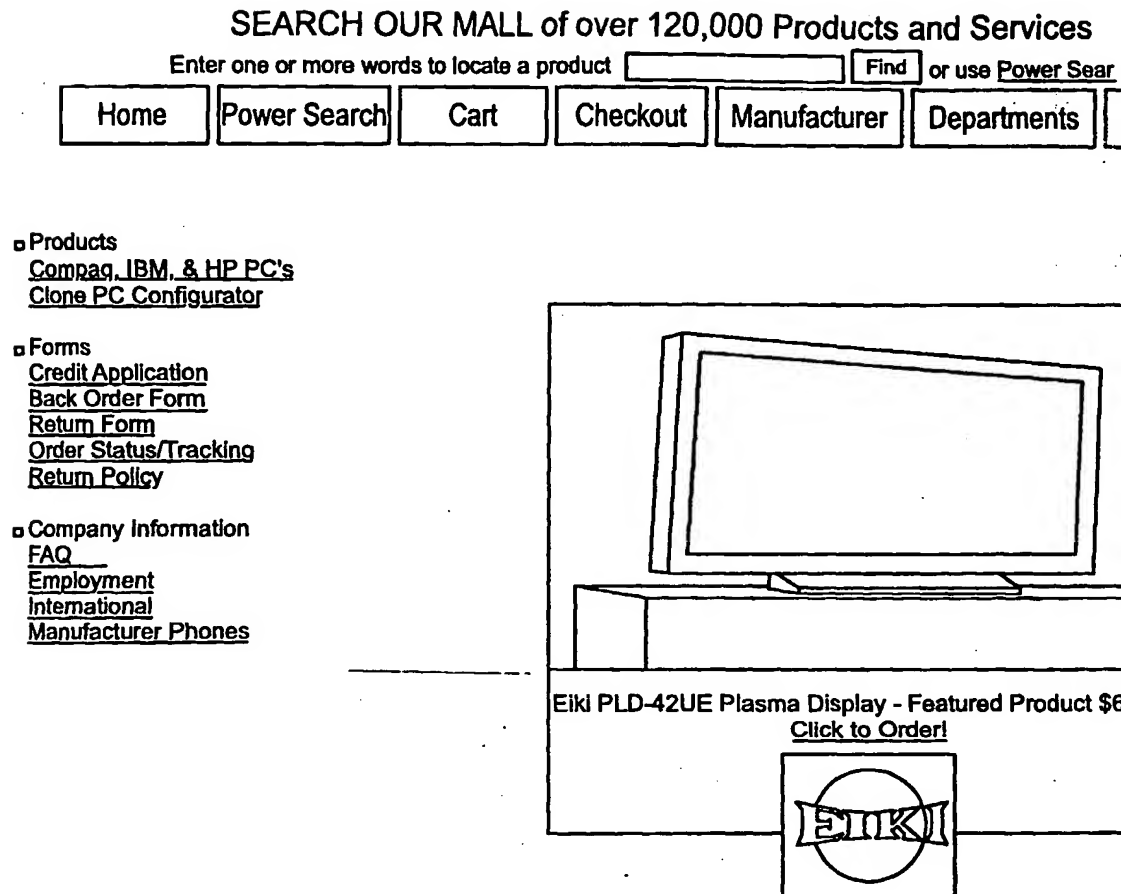 SEARCH OUR MALL of over 120,000 Products and Services
Enter one or more words to locate a product Find or use Power Sear
Home Power Search Cart Checkout Manufacturer Departments
Products
Compaq, IBM, & HP PC's
Clone PC Configurator
Forms
Credit Application
Back Order Form
Return Form
Order Status/Tracking
Return Policy
Company Information
FAQ
Employment
International
Manufacturer Phones
Eiki PLD-42UE Plasma Display - Featured Product $6
Click to Order!
EIKI